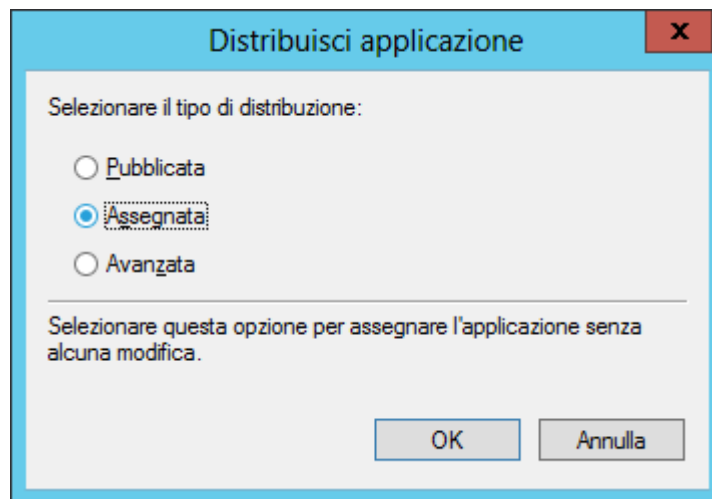 Distribuisci applicazione
x
Selezionare il tipo di distribuzione:
Pubblicata
Assegnata
Avanzata
Selezionare questa opzione per assegnare l'applicazione senza
alcuna modifica.
OK Annulla